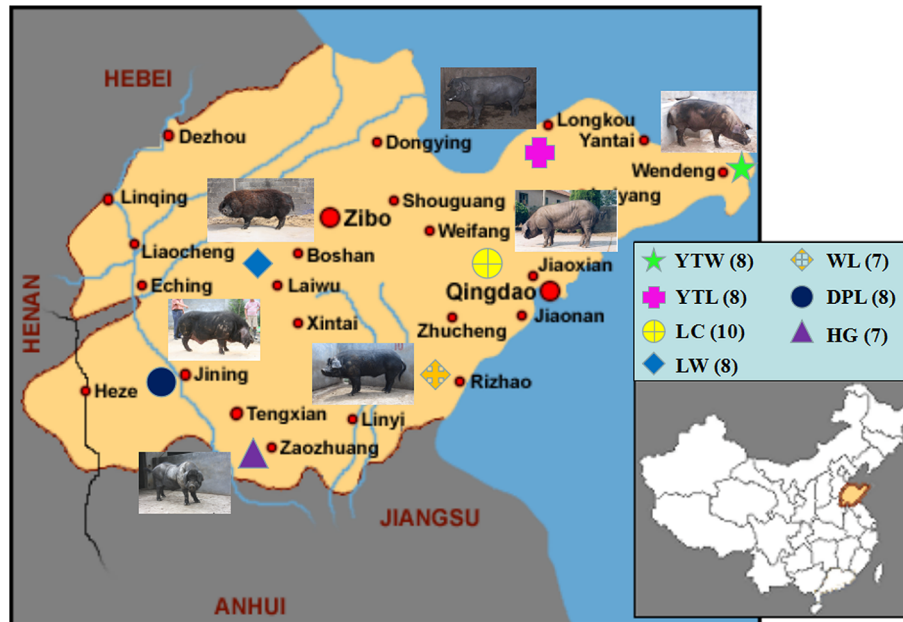 HEBEI
Dezhou
Dongying
Longkou
Yantai
Wendeng
yang
Linqing
Shouguang
Zibo
Weifang
Liaocheng
Boshan
Jiaoxian
Eching
Laiwu
Qingdao
HENAN
Xintai
Zhucheng
Jiaonan
Heze
Jining
Rizhao
Tengxian
Linyi
Zaozhuang
JIANGSU
ANHUI
YTW (8)
WL (7)
YTL (8)
DPL (8)
LC (10)
HG (7)
LW (8)